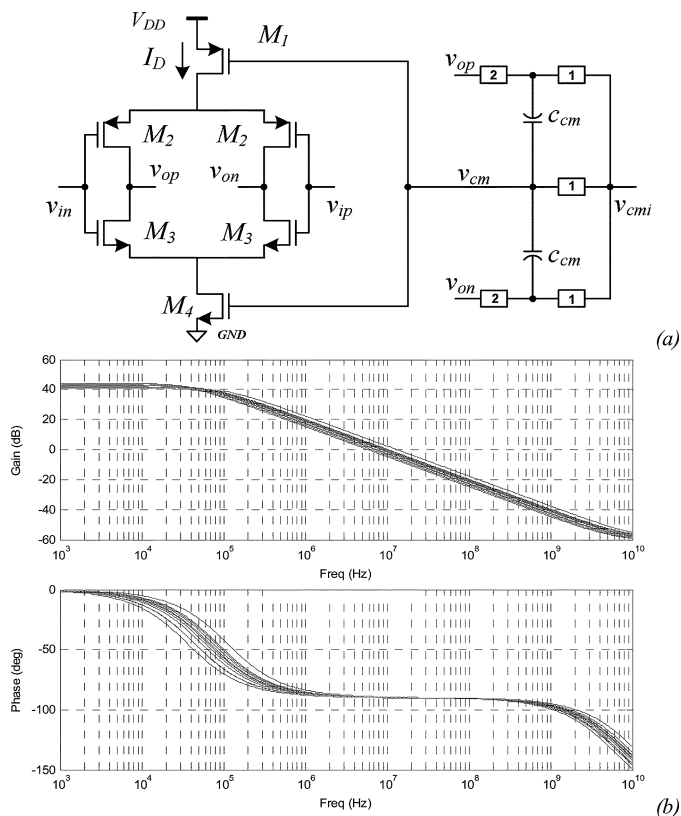 V_DD
M_1
I_D
M_2 M_2
v_in v_op v_on v_ip
M_3 M_3
M_4
GND
v_op 2 1
c_cm
v_cm 1 v_cmi
c_cm
v_on 2 1
(a)
60
40
20
0
-20
-40
-60
Gain (dB)
10^3 10^4 10^5 10^6 10^7 10^8 10^9 10^10
Freq (Hz)
0
-50
-100
-150
Phase (deg)
10^3 10^4 10^5 10^6 10^7 10^8 10^9 10^10
Freq (Hz)
(b)